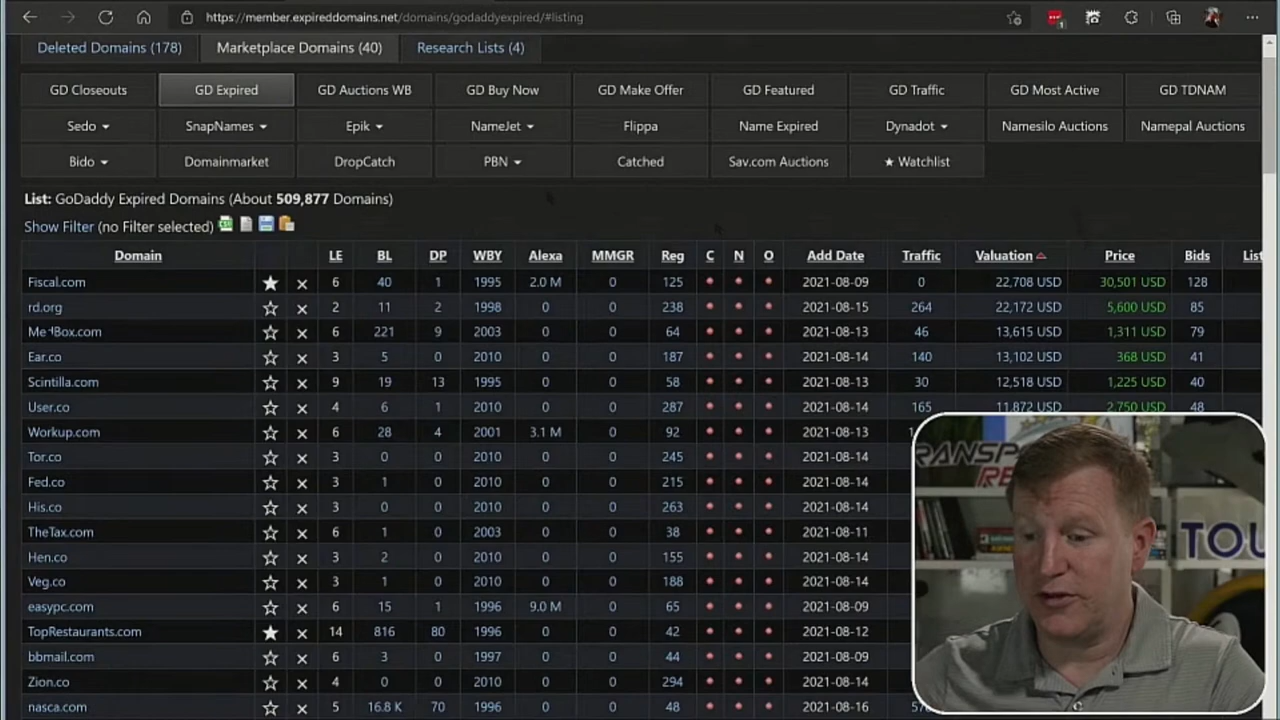 https://member.expireddomains.net/domains/godaddyexpired/#listing
1
Deleted Domains (178) Marketplace Domains (40) Research Lists (4)
GD Closeouts GD Expired GD Auctions WB GD Buy Now GD Make Offer GD Featured GD Traffic GD Most Active GD TDNAM
Sedo SnapNames Epik NameJet Flippa Name Expired Dynadot Namesilo Auctions Namepal Auctions
Bido Domainmarket DropCatch PBN Catched Sav.com Auctions ★ Watchlist
List: GoDaddy Expired Domains (About 509,877 Domains)
Show Filter (no Filter selected)
Domain LE BL DP WBY Alexa MMGR Reg C N O Add Date Traffic Valuation Price Bids
Fiscal.com 6 40 1 1995 2.0 M 0 125 2021-08-09 0 22,708 USD 30,501 USD 128
rd.org 2 11 2 1998 0 0 238 2021-08-15 264 22,172 USD 5,600 USD 85
6 221 9 2003 0 0 64 2021-08-13 46 13,615 USD 1,311 USD 79
Ear.co 3 5 0 2010 0 0 187 2021-08-14 140 13,102 USD 368 USD 41
Scintilla.com 9 19 13 1995 0 0 58 2021-08-13 30 12,518 USD 1,225 USD 40
User.co 4 6 1 2010 0 0 287 2021-08-14 165 11,872 USD 2,750 USD 48
Workup.com 6 28 4 2001 3.1 M 0 92 2021-08-13
Tor.co 3 0 0 2010 0 0 245 2021-08-14
Fed.co 3 1 0 2010 0 0 215 2021-08-14
His.co 3 0 0 2010 0 0 263 2021-08-14
TheTax.com 6 1 0 2003 0 0 38 2021-08-11
Hen.co 3 2 0 2010 0 0 155 2021-08-14
Veg.co 3 1 0 2010 0 0 188 2021-08-14
easypc.com 6 15 1 1996 9.0 M 0 65 2021-08-09
TopRestaurants.com 14 816 80 1996 0 0 42 2021-08-12
bbmail.com 6 3 0 1997 0 0 44 2021-08-09
Zion.co 4 0 0 2010 0 0 294 2021-08-14
nasca.com 5 16.8 K 70 1996 0 0 48 2021-08-16